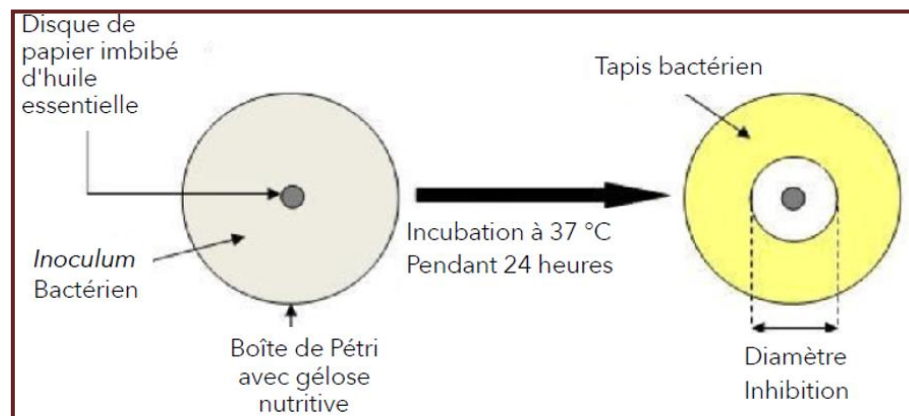 Disque de
papier imbibé
d'huile
essentielle
Inoculum
Bactérien
Boîte de Pétri
avec gélose
nutritive
Incubation à 37 °C
Pendant 24 heures
Tapis bactérien
Diamètre
Inhibition